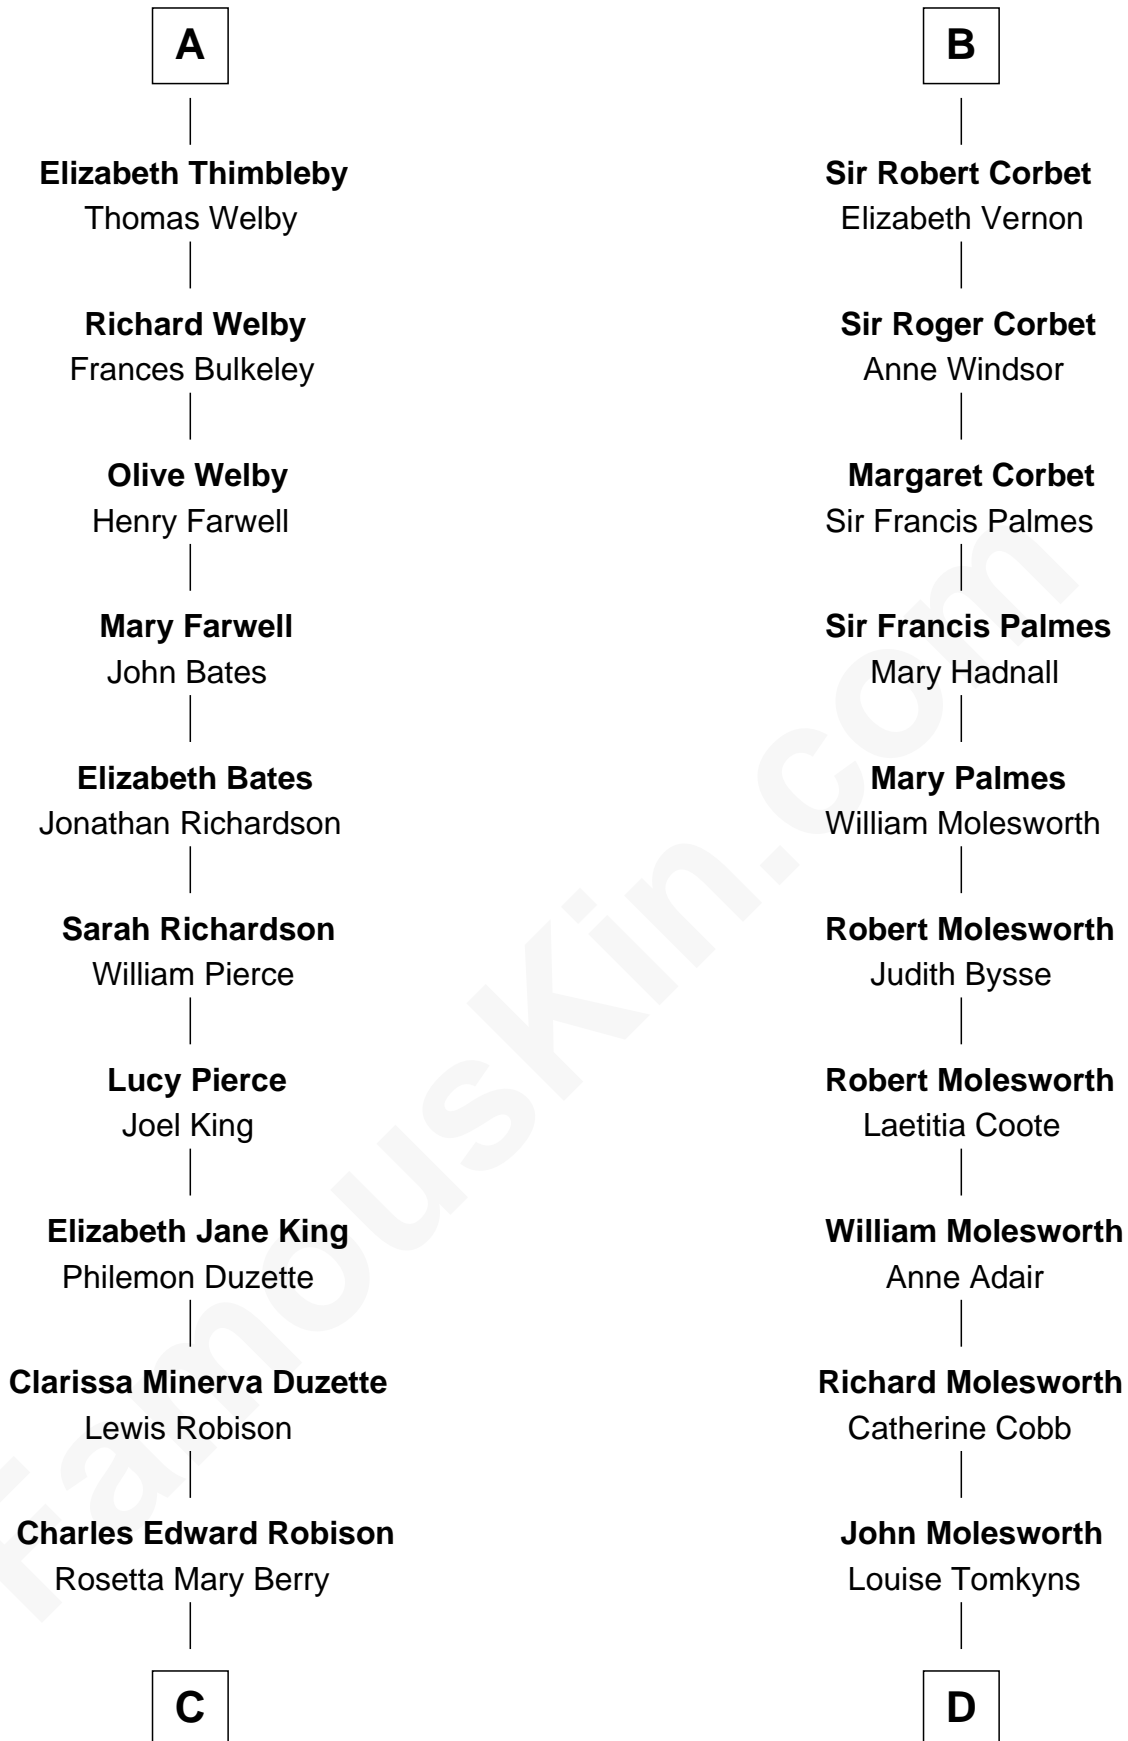 A
Elizabeth Thimbleby
Thomas Welby
Richard Welby
Frances Bulkeley
Olive Welby
Henry Farwell
Mary Farwell
John Bates
Elizabeth Bates
Jonathan Richardson
Sarah Richardson
William Pierce
Lucy Pierce
Joel King
Elizabeth Jane King
Philemon Duzette
Clarissa Minerva Duzette
Lewis Robison
Charles Edward Robison
Rosetta Mary Berry
C
B
Sir Robert Corbet
Elizabeth Vernon
Sir Roger Corbet
Anne Windsor
Margaret Corbet
Sir Francis Palmes
Sir Francis Palmes
Mary Hadnall
Mary Palmes
William Molesworth
Robert Molesworth
Judith Bysse
Robert Molesworth
Laetitia Coote
William Molesworth
Anne Adair
Richard Molesworth
Catherine Cobb
John Molesworth
Louise Tomkyns
D
FamousKin.com